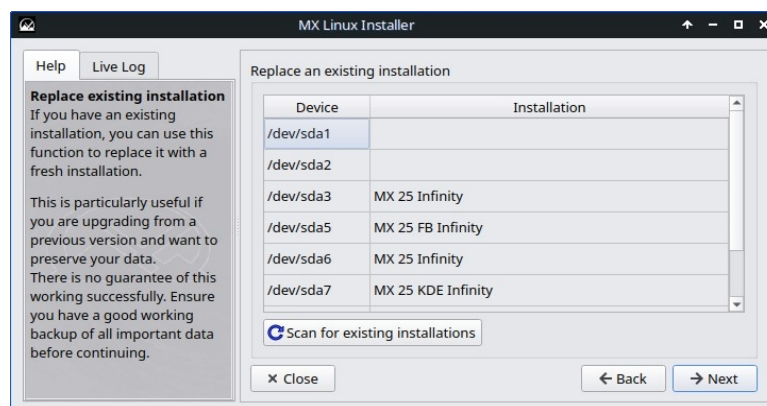 MX Linux Installer
Help
Live Log
Replace existing installation
If you have an existing
installation, you can use this
function to replace it with a
fresh installation.
This is particularly useful if
you are upgrading from a
previous version and want to
preserve your data.
There is no guarantee of this
working successfully. Ensure
you have a good working
backup of all important data
before continuing.
Replace an existing installation
Device Installation
/dev/sda1
/dev/sda2
/dev/sda3 MX 25 Infinity
/dev/sda5 MX 25 FB Infinity
/dev/sda6 MX 25 Infinity
/dev/sda7 MX 25 KDE Infinity
Scan for existing installations
Close
Back
Next